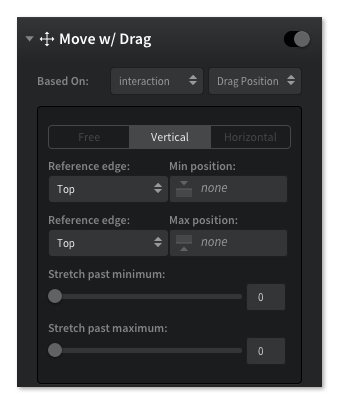 Move w/ Drag
Based On: interaction Drag Position
Free Vertical Horizontal
Reference edge: Min position:
Top none
Reference edge: Max position:
Top none
Stretch past minimum:
0
Stretch past maximum:
0